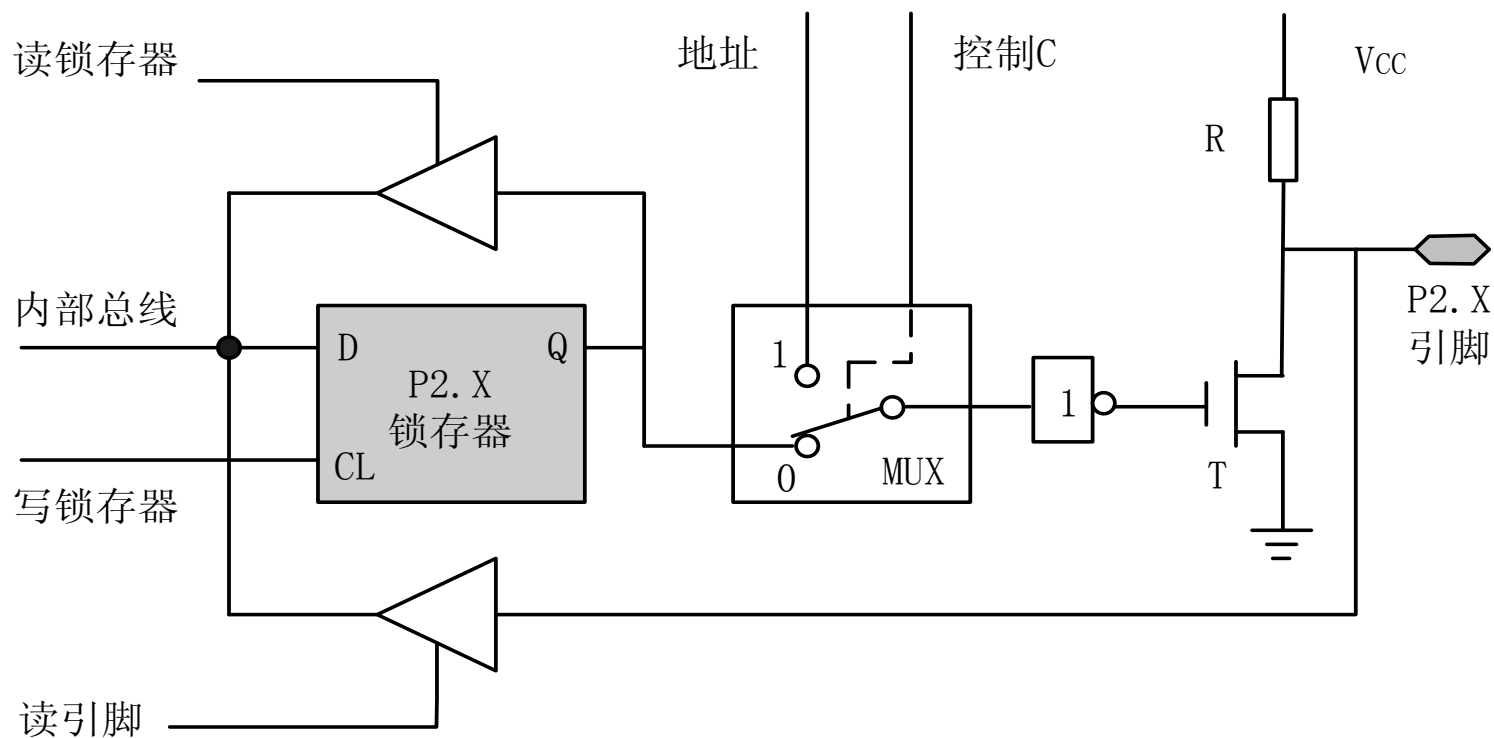 读锁存器
地址
控制C
VCC
R
内部总线
D
Q
P2.X
锁存器
CL
写锁存器
1
0
MUX
1
T
P2.X
引脚
读引脚